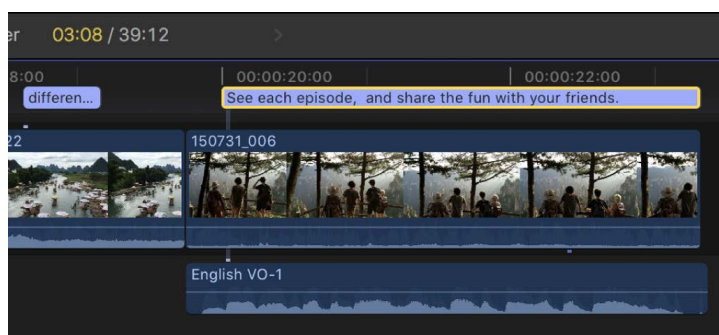 er 03:08 / 39:12
8:00 00:00:20:00 00:00:22:00
differen... See each episode, and share the fun with your friends.
22 150731_006
English VO-1